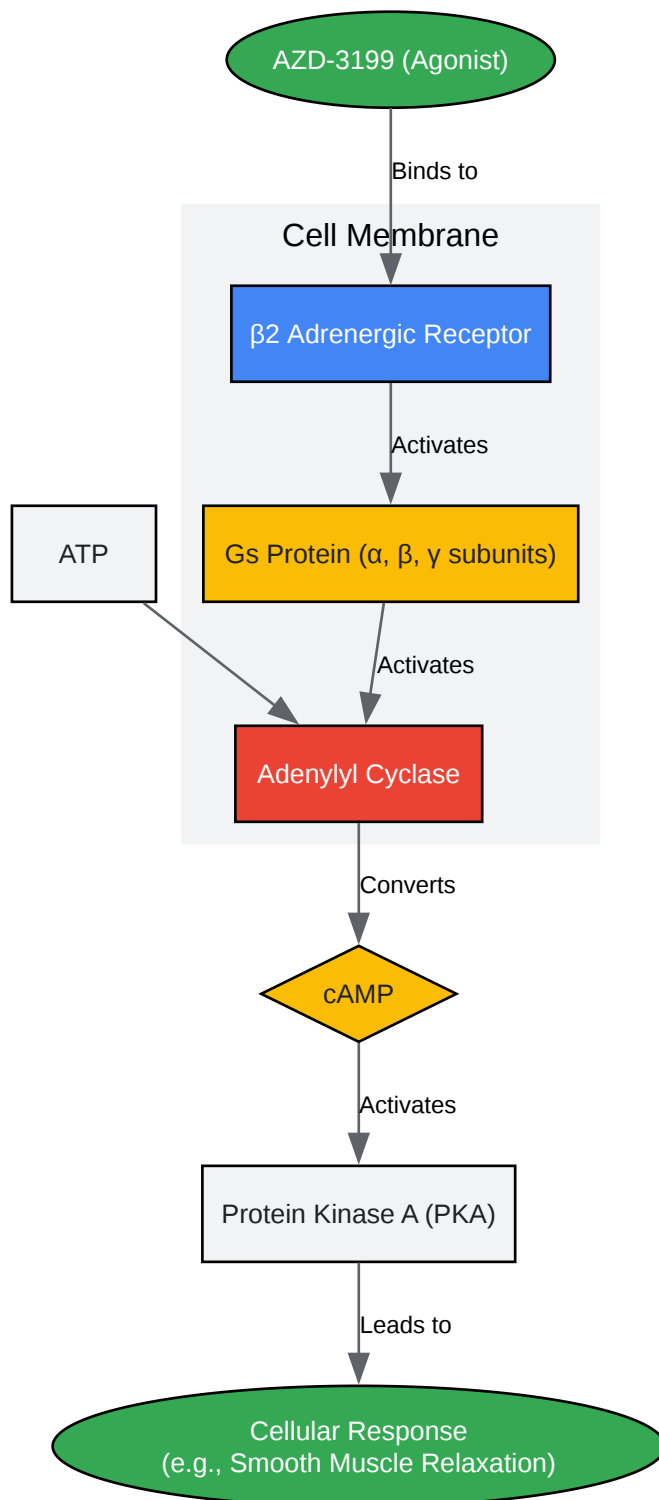 AZD-3199 (Agonist)
Binds to
Cell Membrane
β2 Adrenergic Receptor
Activates
ATP
Gs Protein (α, β, γ subunits)
Activates
Adenylyl Cyclase
Converts
cAMP
Activates
Protein Kinase A (PKA)
Leads to
Cellular Response
(e.g., Smooth Muscle Relaxation)